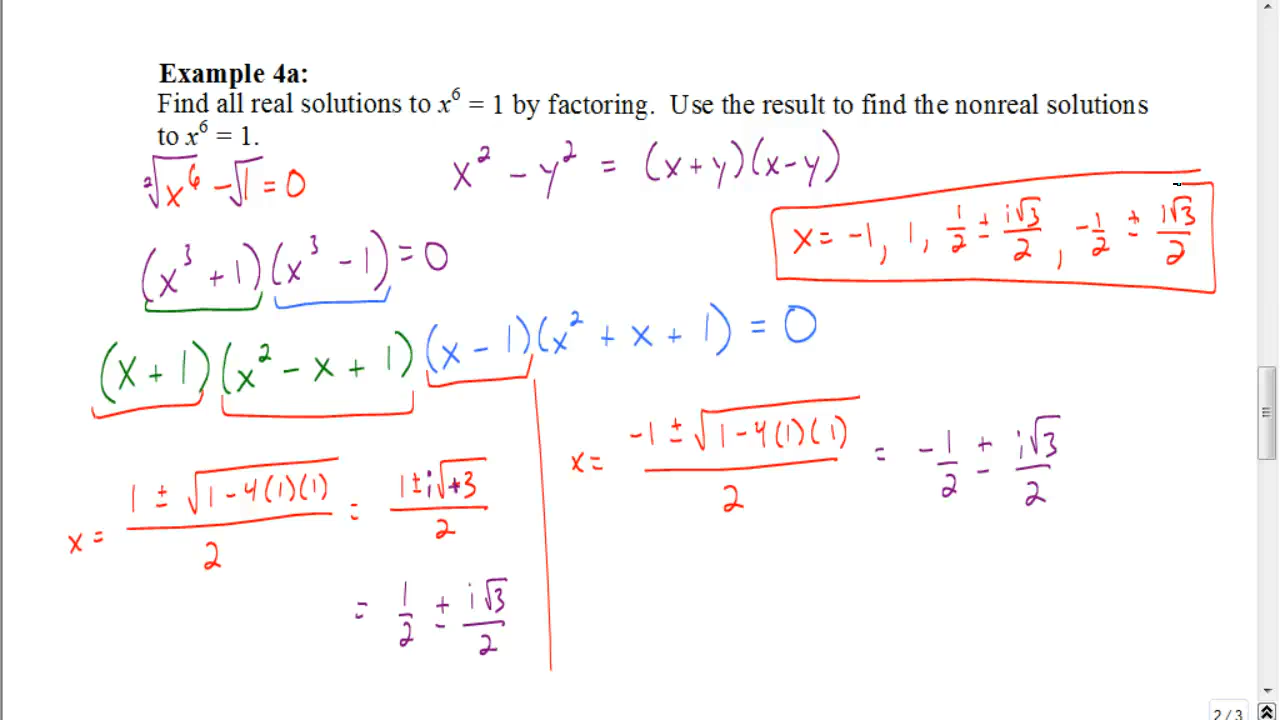 Example 4a:
Find all real solutions to x⁶ = 1 by factoring. Use the result to find the nonreal solutions
to x⁶ = 1.
²√x⁶ - √1 = 0
x² - y² = (x+y)(x-y)
x = -1, 1, 1/2 ± i√3/2, -1/2 ± i√3/2
(x³ + 1)(x³ - 1) = 0
(x + 1)(x² - x + 1)(x - 1)(x² + x + 1) = 0
x = (1 ± √(1-4(1)(1)))/2 = (1 ± i√+3)/2
= 1/2 ± i√3/2
x = (-1 ± √(1-4(1)(1)))/2 = -1/2 ± i√3/2
2 / 3